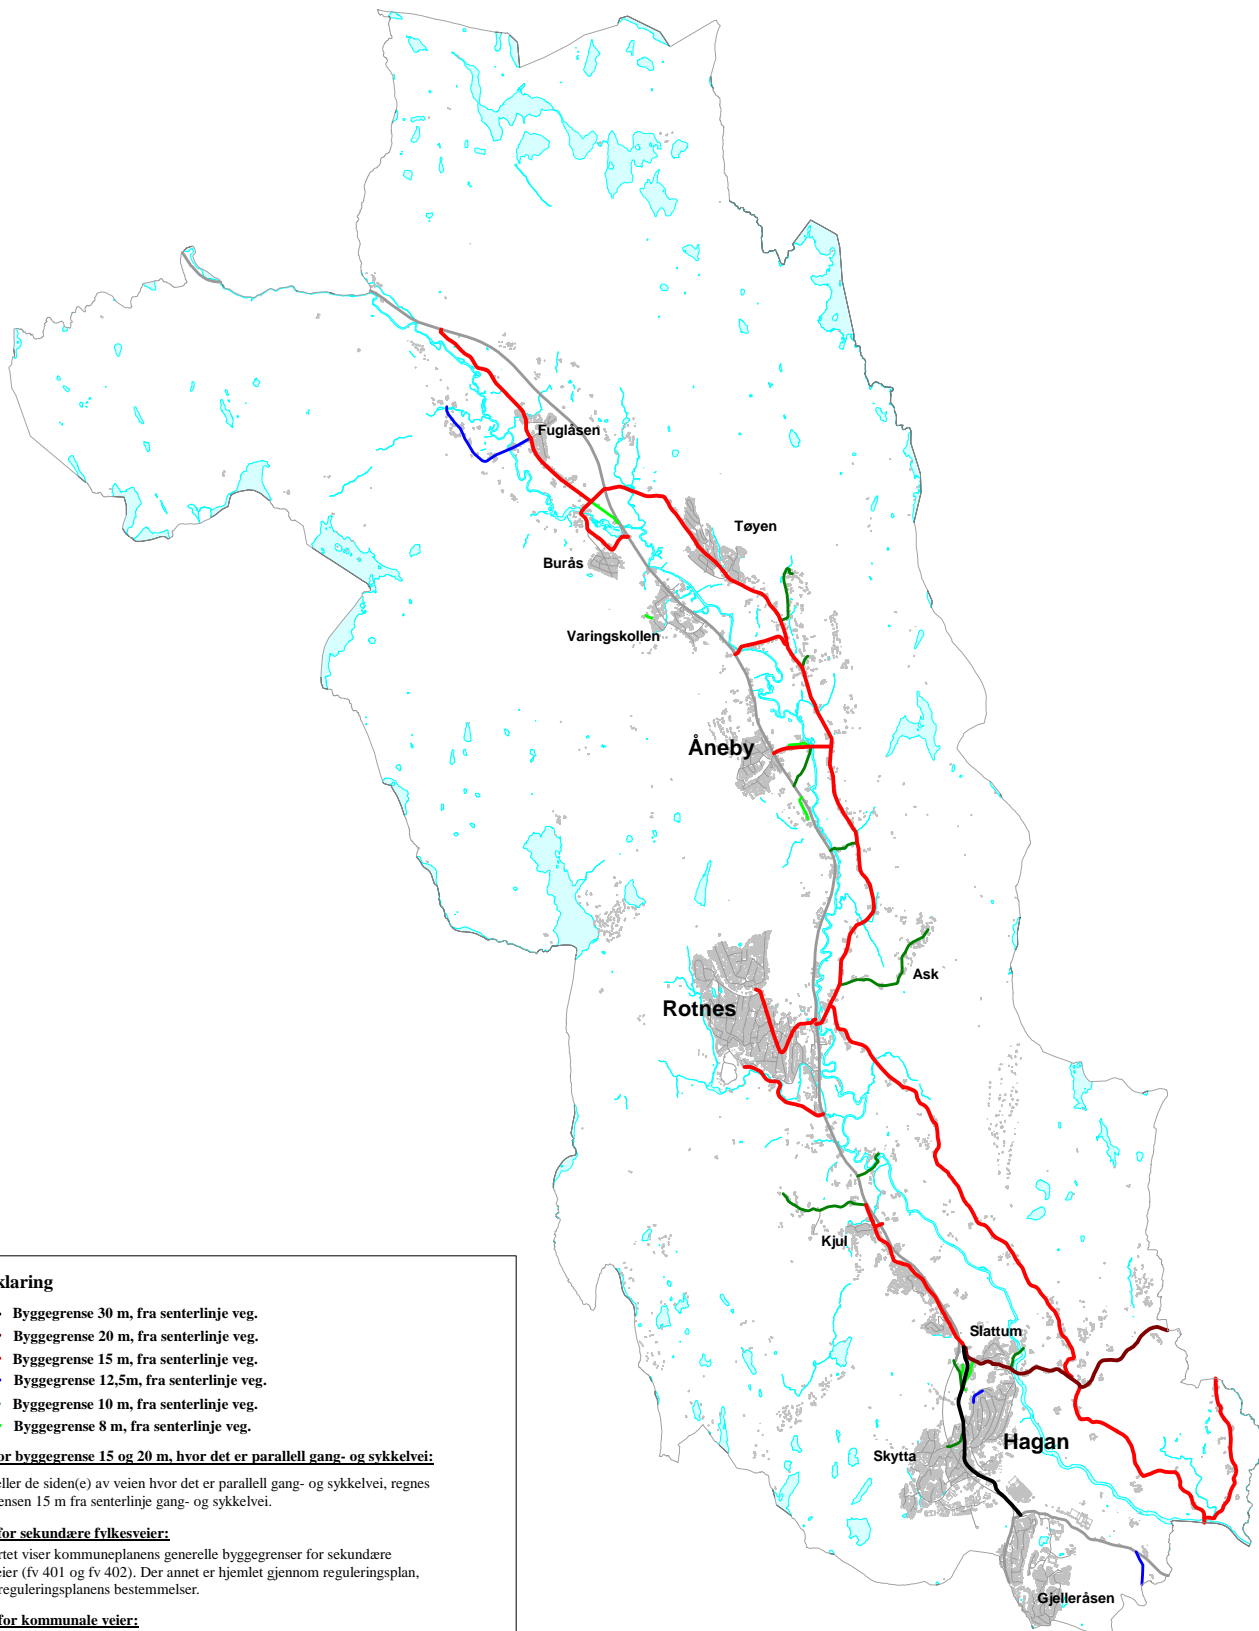 Fuglåsen
Tøyen
Burås
Varingskollen
Åneby
Ask
Rotnes
Kjul
Slattum
Hagan
Skytta
Gjelleråsen
klaring
Byggegrense 30 m, fra senterlinje veg.
Byggegrense 20 m, fra senterlinje veg.
Byggegrense 15 m, fra senterlinje veg.
Byggegrense 12,5m, fra senterlinje veg.
Byggegrense 10 m, fra senterlinje veg.
Byggegrense 8 m, fra senterlinje veg.
or byggegrense 15 og 20 m, hvor det er parallell gang- og sykkelvei:
eller de siden(e) av veien hvor det er parallell gang- og sykkelvei, regnes
ensen 15 m fra senterlinje gang- og sykkelvei.
for sekundære fylkesveier:
rtet viser kommuneplanens generelle byggegrenser for sekundære
eier (fv 401 og fv 402). Der annet er hjemlet gjennom reguleringsplan,
reguleringsplanens bestemmelser.
for kommunale veier: